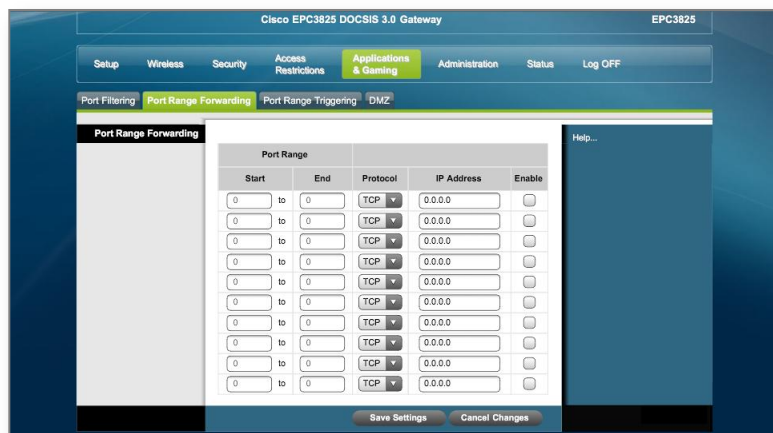 Cisco EPC3825 DOCSIS 3.0 Gateway EPC3825
Setup Wireless Security Access Restrictions Applications & Gaming Administration Status Log OFF
Port Filtering Port Range Forwarding Port Range Triggering DMZ
Port Range Forwarding
Help...
Port Range
Start End Protocol IP Address Enable
0 to 0 TCP 0.0.0.0
0 to 0 TCP 0.0.0.0
0 to 0 TCP 0.0.0.0
0 to 0 TCP 0.0.0.0
0 to 0 TCP 0.0.0.0
0 to 0 TCP 0.0.0.0
0 to 0 TCP 0.0.0.0
0 to 0 TCP 0.0.0.0
0 to 0 TCP 0.0.0.0
0 to 0 TCP 0.0.0.0
Save Settings Cancel Changes